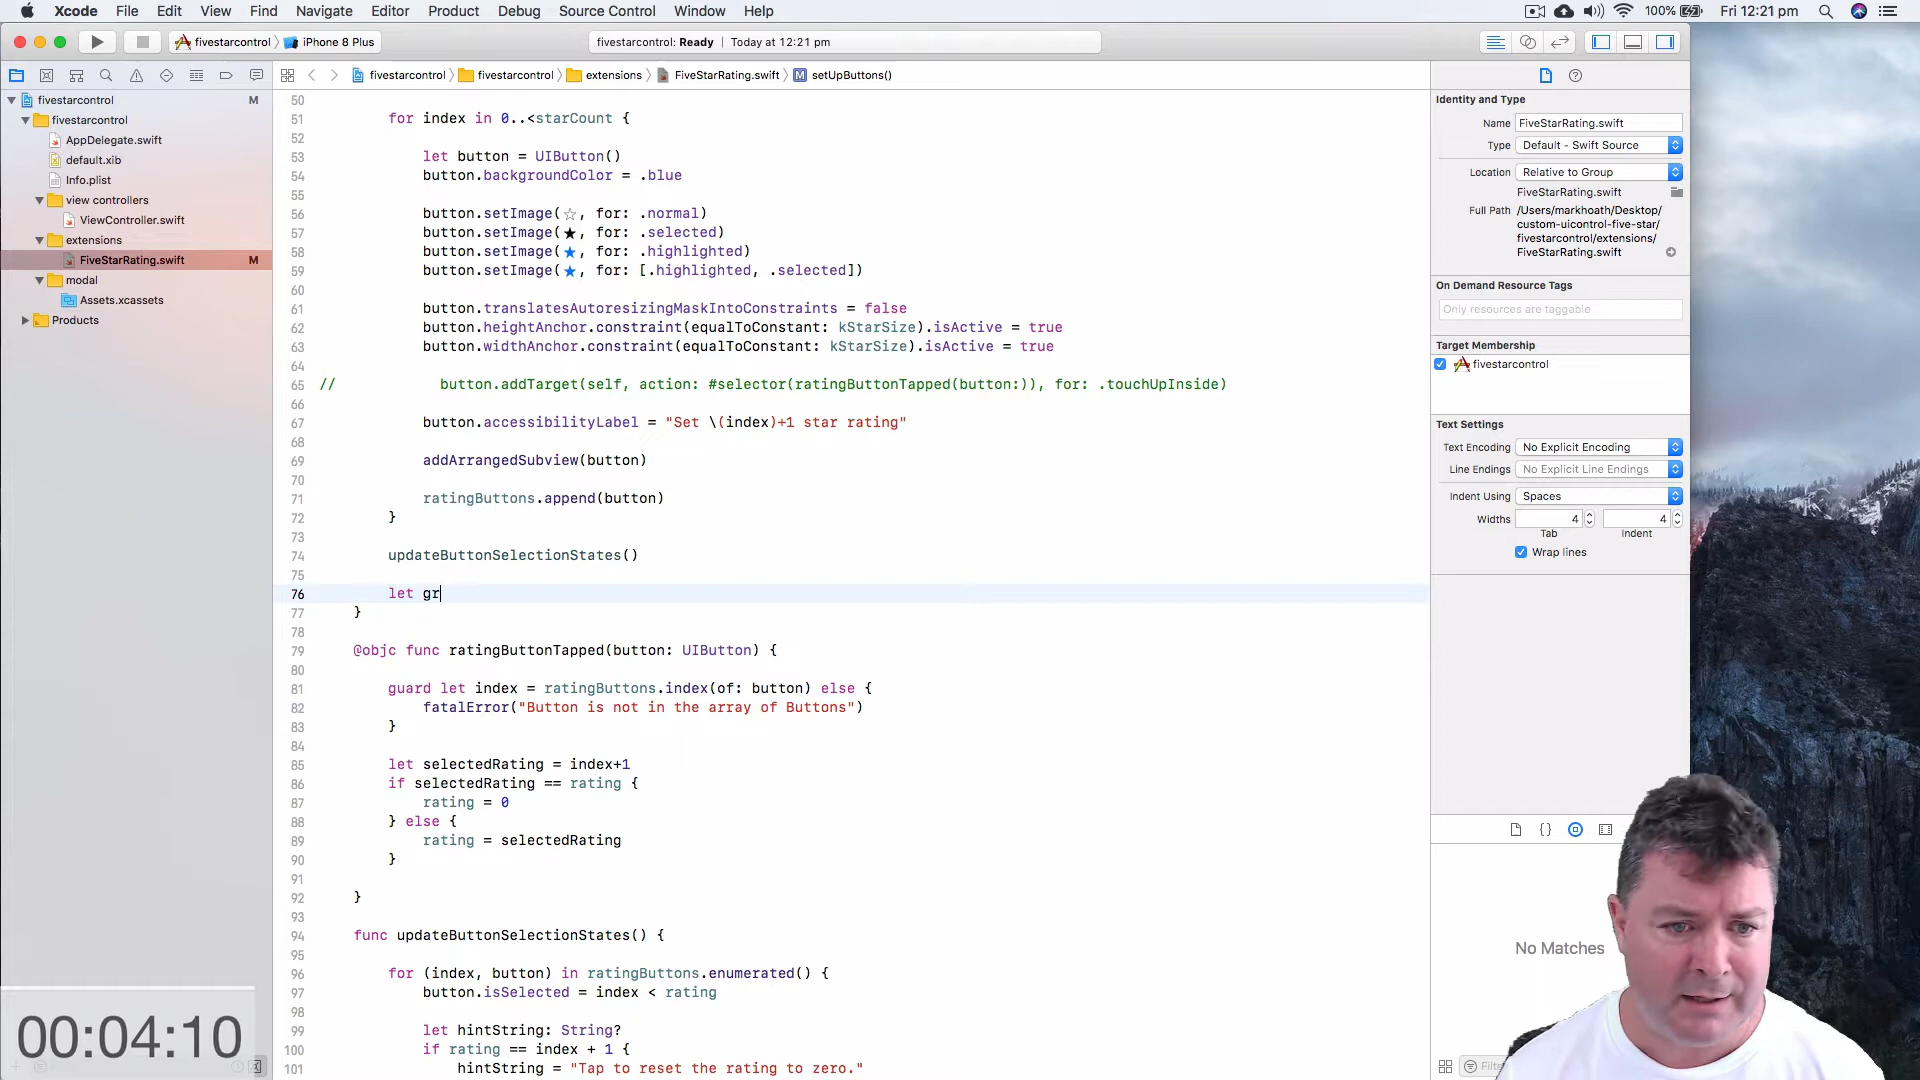 Xcode File Edit View Find Navigate Editor Product Debug Source Control Window Help 100% Fri 12:21 pm
fivestarcontrol iPhone 8 Plus fivestarcontrol: Ready | Today at 12:21 pm
fivestarcontrol fivestarcontrol extensions FiveStarRating.swift M setUpButtons()
fivestarcontrol M
fivestarcontrol
AppDelegate.swift
default.xib
Info.plist
view controllers
ViewController.swift
extensions
FiveStarRating.swift M
modal
Assets.xcassets
Products
50
51 for index in 0..<starCount {
52
53 let button = UIButton()
54 button.backgroundColor = .blue
55
56 button.setImage(☆, for: .normal)
57 button.setImage(★, for: .selected)
58 button.setImage(★, for: .highlighted)
59 button.setImage(★, for: [.highlighted, .selected])
60
61 button.translatesAutoresizingMaskIntoConstraints = false
62 button.heightAnchor.constraint(equalToConstant: kStarSize).isActive = true
63 button.widthAnchor.constraint(equalToConstant: kStarSize).isActive = true
64
65 // button.addTarget(self, action: #selector(ratingButtonTapped(button:)), for: .touchUpInside)
66
67 button.accessibilityLabel = "Set \(index)+1 star rating"
68
69 addArrangedSubview(button)
70
71 ratingButtons.append(button)
72 }
73
74 updateButtonSelectionStates()
75
76 let gr
77 }
78
79 @objc func ratingButtonTapped(button: UIButton) {
80
81 guard let index = ratingButtons.index(of: button) else {
82 fatalError("Button is not in the array of Buttons")
83 }
84
85 let selectedRating = index+1
86 if selectedRating == rating {
87 rating = 0
88 } else {
89 rating = selectedRating
90 }
91
92 }
93
94 func updateButtonSelectionStates() {
95
96 for (index, button) in ratingButtons.enumerated() {
97 button.isSelected = index < rating
98
99 let hintString: String?
100 if rating == index + 1 {
101 hintString = "Tap to reset the rating to zero."
Identity and Type
Name FiveStarRating.swift
Type Default - Swift Source
Location Relative to Group
FiveStarRating.swift
Full Path /Users/markhoath/Desktop/
custom-uicontrol-five-star/
fivestarcontrol/extensions/
FiveStarRating.swift
On Demand Resource Tags
Only resources are taggable
Target Membership
fivestarcontrol
Text Settings
Text Encoding No Explicit Encoding
Line Endings No Explicit Line Endings
Indent Using Spaces
Widths 4 4
Tab Indent
Wrap lines
No Matches
00:04:10